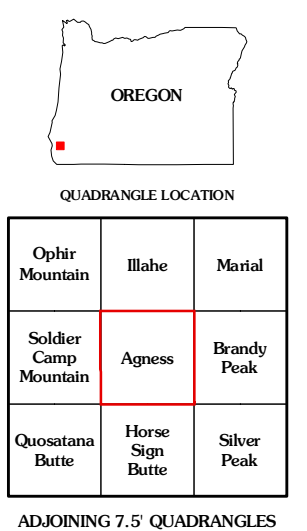 OREGON
QUADRANGLE LOCATION
Ophir
Mountain
Illahe
Marial
Soldier
Camp
Mountain
Agness
Brandy
Peak
Quosatana
Butte
Horse
Sign
Butte
Silver
Peak
ADJOINING 7.5' QUADRANGLES